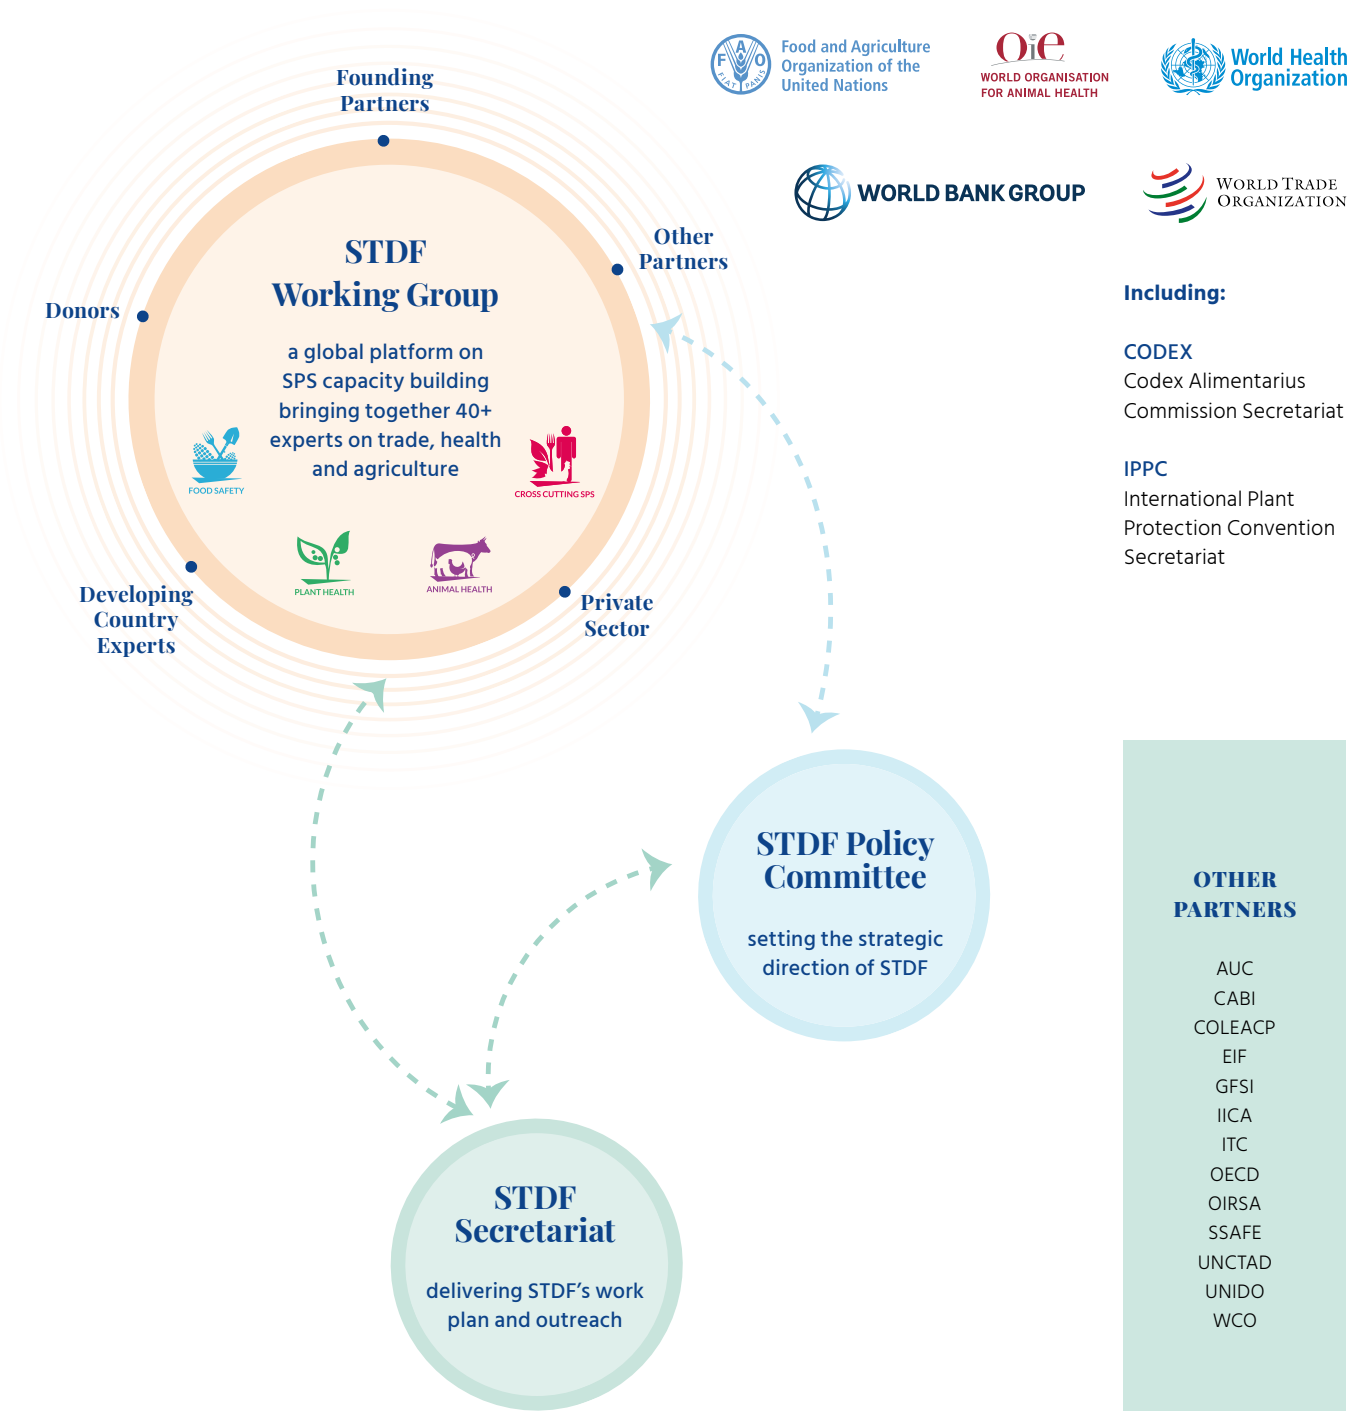 Founding
Partners
Other
Partners
Donors
STDF
Working Group
a global platform on
SPS capacity building
bringing together 40+
experts on trade, health
and agriculture
FOOD SAFETY
CROSS CUTTING SPS
PLANT HEALTH
ANIMAL HEALTH
Developing
Country
Experts
Private
Sector
STDF Policy
Committee
setting the strategic
direction of STDF
STDF
Secretariat
delivering STDF’s work
plan and outreach
F A O
FIAT PANIS
Food and Agriculture
Organization of the
United Nations
Oie
WORLD ORGANISATION
FOR ANIMAL HEALTH
World Health
Organization
WORLD BANK GROUP
WORLD TRADE
ORGANIZATION
Including:
CODEX
Codex Alimentarius
Commission Secretariat
IPPC
International Plant
Protection Convention
Secretariat
OTHER
PARTNERS
AUC
CABI
COLEACP
EIF
GFSI
IICA
ITC
OECD
OIRSA
SSAFE
UNCTAD
UNIDO
WCO